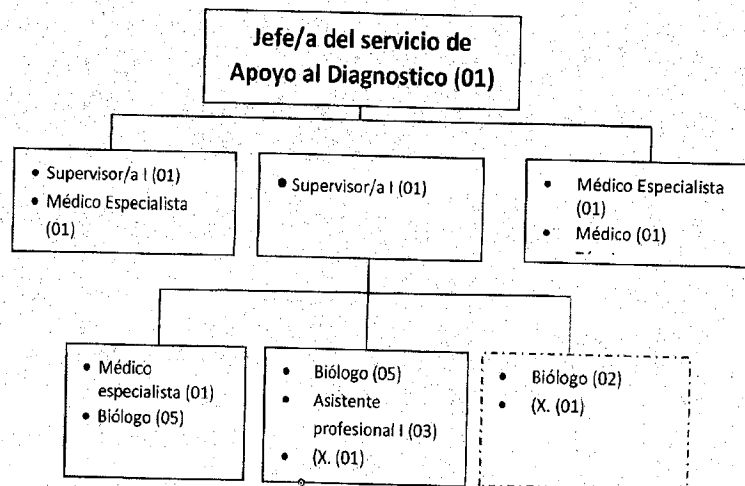 Jefe/a del servicio de
Apoyo al Diagnostico (01)
• Supervisor/a I (01)
• Médico Especialista
(01)
• Supervisor/a I (01)
• Médico Especialista
(01)
• Médico (01)
• Médico
especialista (01)
• Biólogo (05)
• Biólogo (05)
• Asistente
profesional I (03)
• (X. (01)
• Biólogo (02)
• (X. (01)